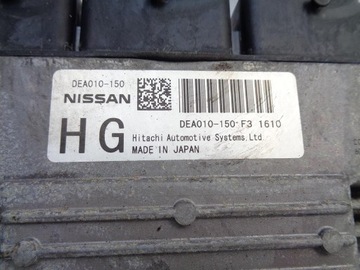 DEA010-150
NISSAN
DEA010-150-F3 1610
HG
Hitachi Automotive Systems,Ltd.
MADE IN JAPAN